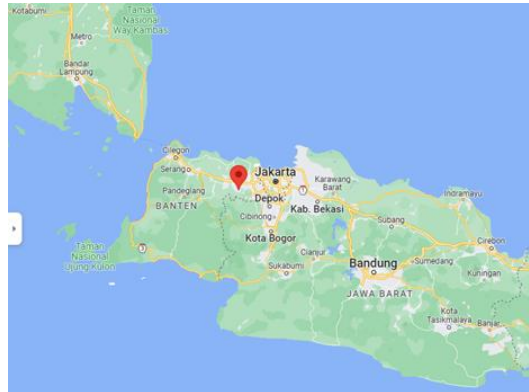 Kotabumi
Taman
Nasional
Way Kambas
Metro
Bandar
Lampung
Cilegon
Serang
Jakarta
Karawang
Barat
Indramayu
Pandeglang
Depok
Kab. Bekasi
BANTEN
Cibinong
Subang
Kota Bogor
Cirebon
Taman
Nasional
Ujung Kulon
Cianjur
Bandung
Sumedang
Kuningan
Sukabumi
JAWA BARAT
Kota
Tasikmalaya
Banjar